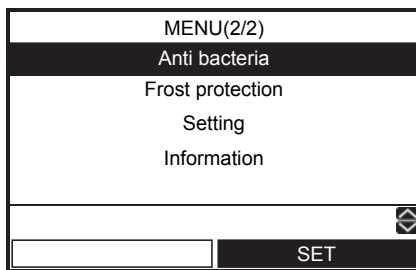 MENU(2/2)
Anti bacteria
Frost protection
Setting
Information
SET